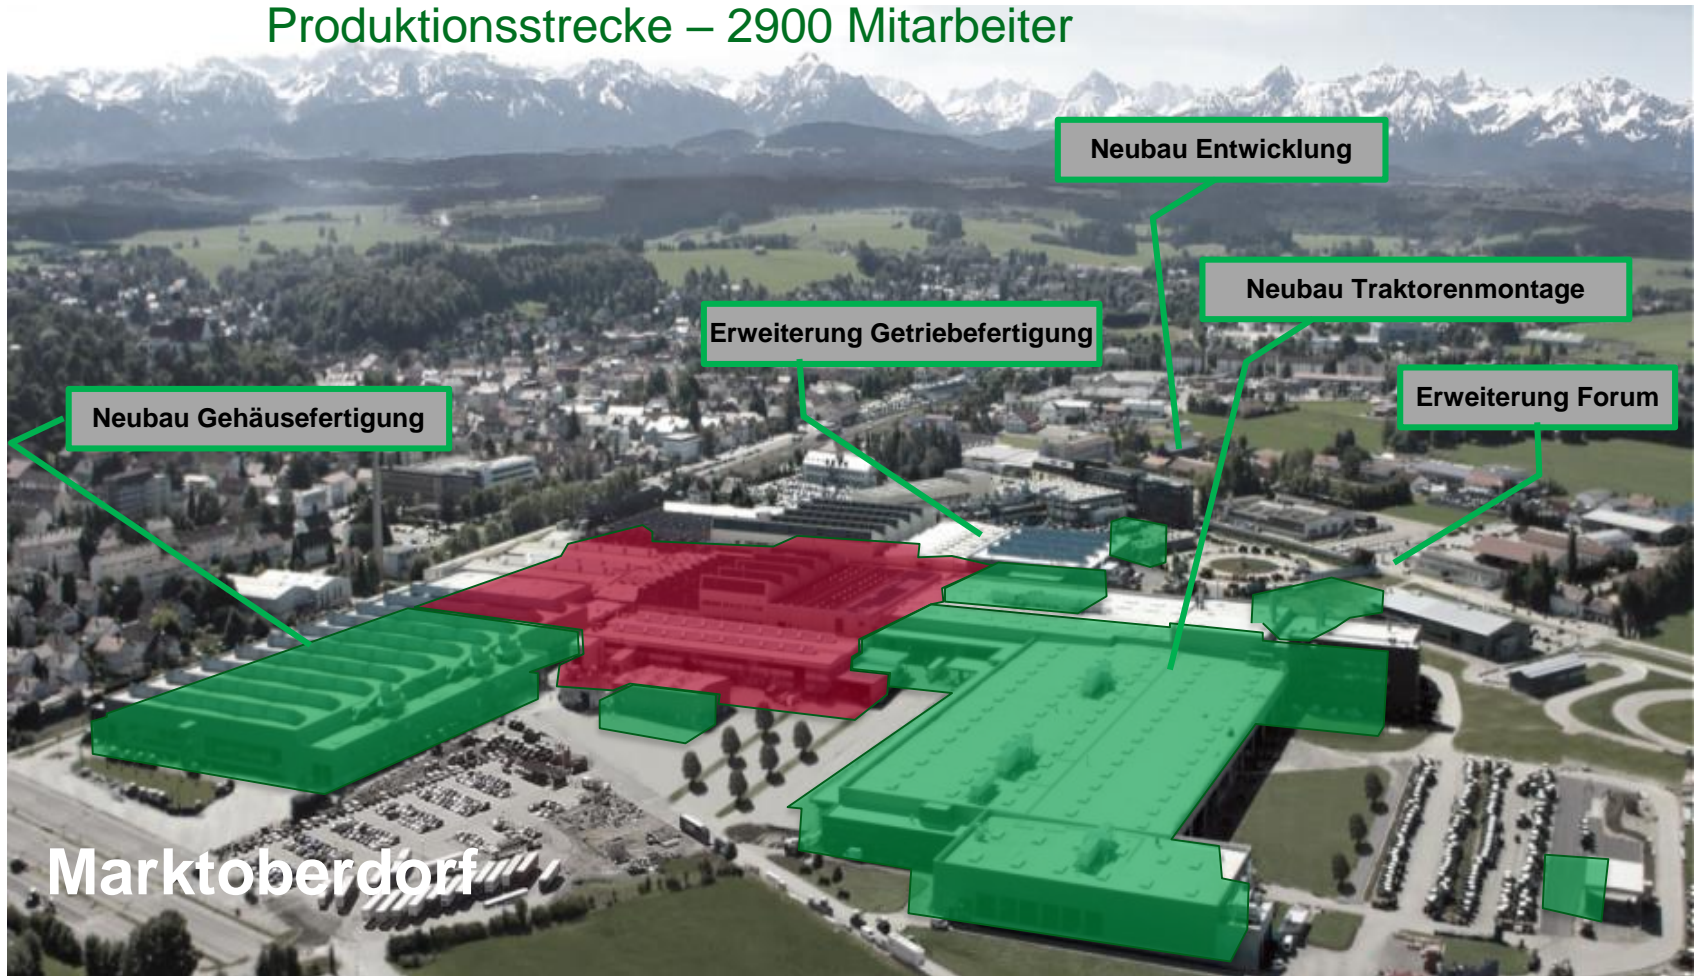 Produktionsstrecke – 2900 Mitarbeiter
Neubau Entwicklung
Neubau Traktorenmontage
Erweiterung Getriebefertigung
Erweiterung Forum
Neubau Gehäusefertigung
Marktoberdorf